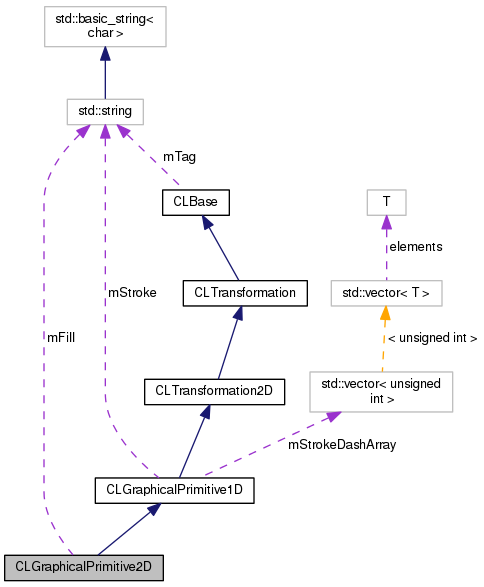 std::basic_string<
char >
std::string
mTag
CLBase
T
elements
CLTransformation
std::vector< T >
mStroke
mFill
< unsigned int >
CLTransformation2D
std::vector< unsigned
int >
mStrokeDashArray
CLGraphicalPrimitive1D
CLGraphicalPrimitive2D